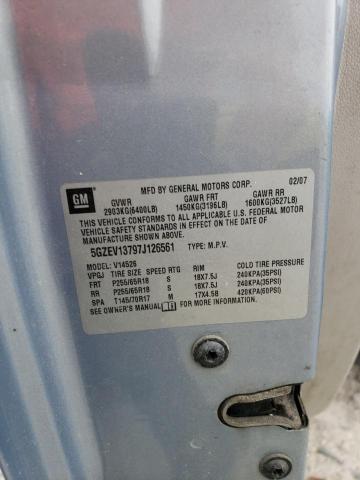 GM
MFD BY GENERAL MOTORS CORP. 02/07
GVWR GAWR FRT GAWR RR
2903KG(6400LB) 1450KG(3196LB) 1600KG(3527LB)
THIS VEHICLE CONFORMS TO ALL APPLICABLE U.S. FEDERAL MOTOR
VEHICLE SAFETY STANDARDS IN EFFECT ON THE DATE OF
MANUFACTURE SHOWN ABOVE.
5GZEV13797J126561 TYPE: M.P.V.
MODEL: V14526
VPGJ TIRE SIZE SPEED RTG RIM COLD TIRE PRESSURE
FRT P255/65R18 S 18X7.5J 240KPA(35PSI)
RR P255/65R18 S 18X7.5J 240KPA(35PSI)
SPA T145/70R17 M 17X4.5B 420KPA(60PSI)
SEE OWNER'S MANUAL FOR MORE INFORMATION.